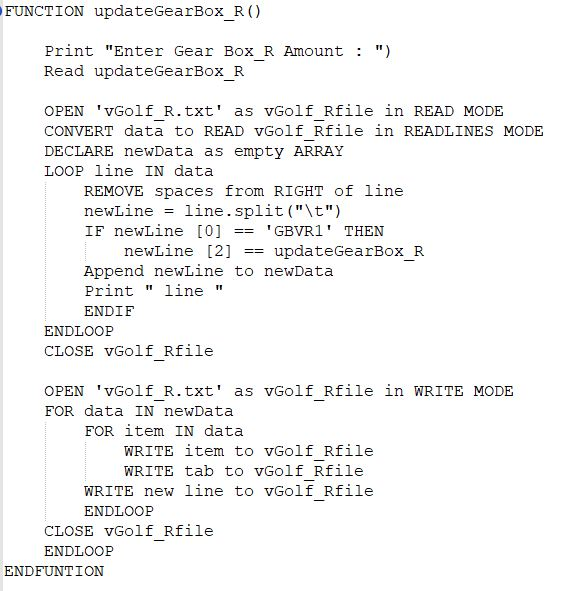 FUNCTION updateGearBox_R()
Print "Enter Gear Box_R Amount : ")
Read updateGearBox_R
OPEN 'vGolf_R.txt' as vGolf_Rfile in READ MODE
CONVERT data to READ vGolf_Rfile in READLINES MODE
DECLARE newData as empty ARRAY
LOOP line IN data
REMOVE spaces from RIGHT of line
newLine = line.split("\t")
IF newLine [0] == 'GBVR1' THEN
newLine [2] == updateGearBox_R
Append newLine to newData
Print " line "
ENDIF
ENDLOOP
CLOSE vGolf_Rfile
OPEN 'vGolf_R.txt' as vGolf_Rfile in WRITE MODE
FOR data IN newData
FOR item IN data
WRITE item to vGolf_Rfile
WRITE tab to vGolf_Rfile
WRITE new line to vGolf_Rfile
ENDLOOP
CLOSE vGolf_Rfile
ENDLOOP
ENDFUNTION